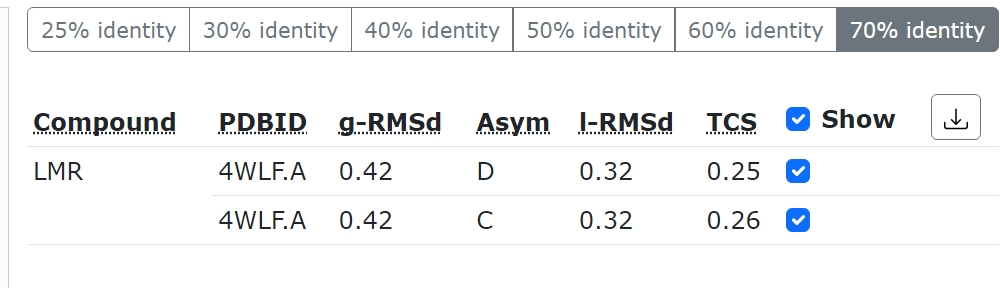 25% identity 30% identity 40% identity 50% identity 60% identity 70% identity
Compound PDBID g-RMSd Asym l-RMSd TCS Show
LMR 4WLF.A 0.42 D 0.32 0.25
4WLF.A 0.42 C 0.32 0.26